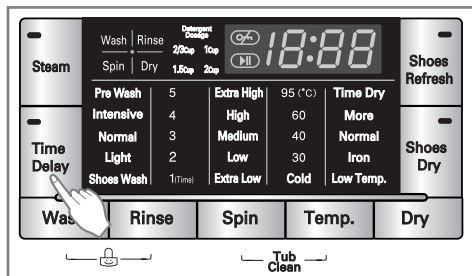 Steam
Wash Rinse
Spin Dry
Detergent
Dosage
2/3cup 1cup
1.5cup 2cup
18:88
Shoes
Refresh
Pre Wash 5 Extra High 95 (°C) Time Dry
Intensive 4 High 60 More
Normal 3 Medium 40 Normal
Light 2 Low 30 Iron
Shoes Wash 1(Time) Extra Low Cold Low Temp.
Time
Delay
Shoes
Dry
Was
Rinse
Spin
Temp.
Dry
Tub
Clean